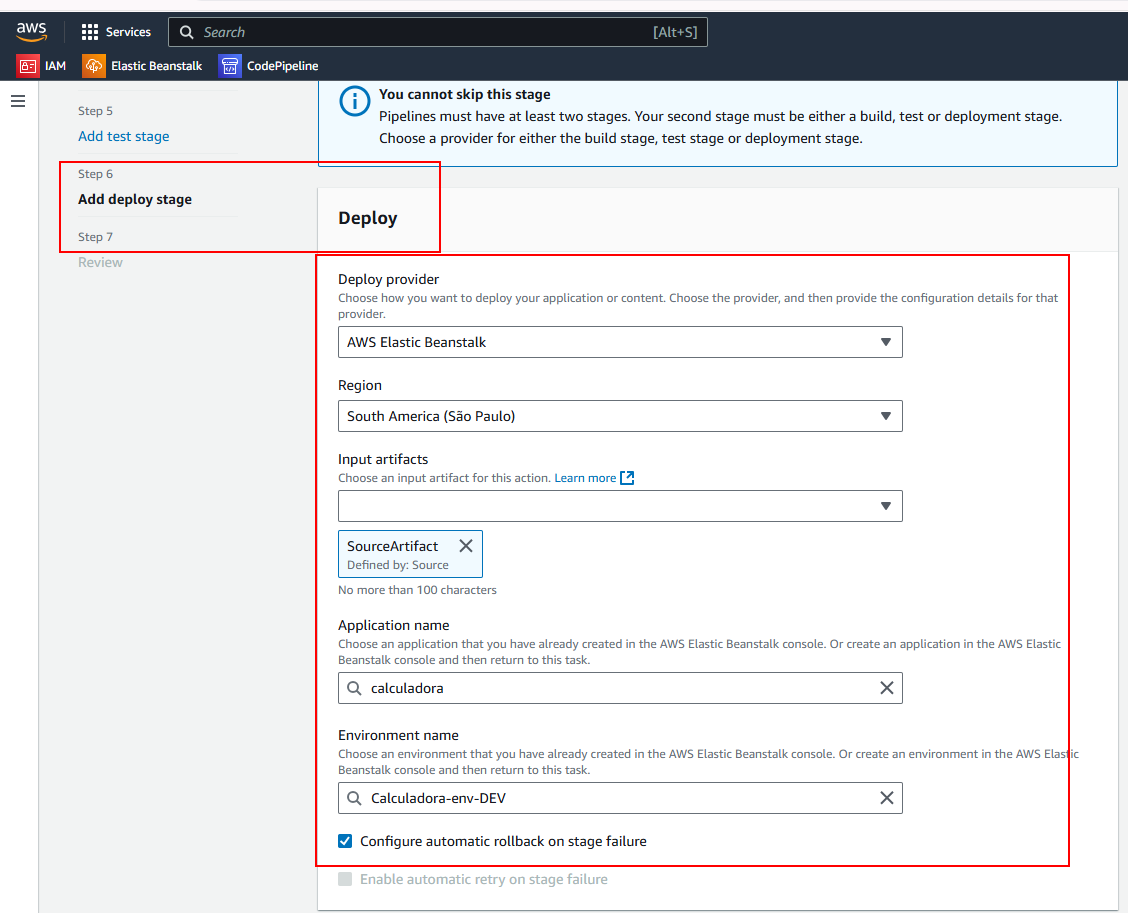 aws
Services
Search
[Alt+S]
IAM
Elastic Beanstalk
CodePipeline
Step 5
Add test stage
Step 6
Add deploy stage
Step 7
Review
You cannot skip this stage
Pipelines must have at least two stages. Your second stage must be either a build, test or deployment stage.
Choose a provider for either the build stage, test stage or deployment stage.
Deploy
Deploy provider
Choose how you want to deploy your application or content. Choose the provider, and then provide the configuration details for that
provider.
AWS Elastic Beanstalk
Region
South America (São Paulo)
Input artifacts
Choose an input artifact for this action. Learn more
SourceArtifact
Defined by: Source
No more than 100 characters
Application name
Choose an application that you have already created in the AWS Elastic Beanstalk console. Or create an application in the AWS Elastic
Beanstalk console and then return to this task.
calculadora
Environment name
Choose an environment that you have already created in the AWS Elastic Beanstalk console. Or create an environment in the AWS Elastic
Beanstalk console and then return to this task.
Calculadora-env-DEV
Configure automatic rollback on stage failure
Enable automatic retry on stage failure